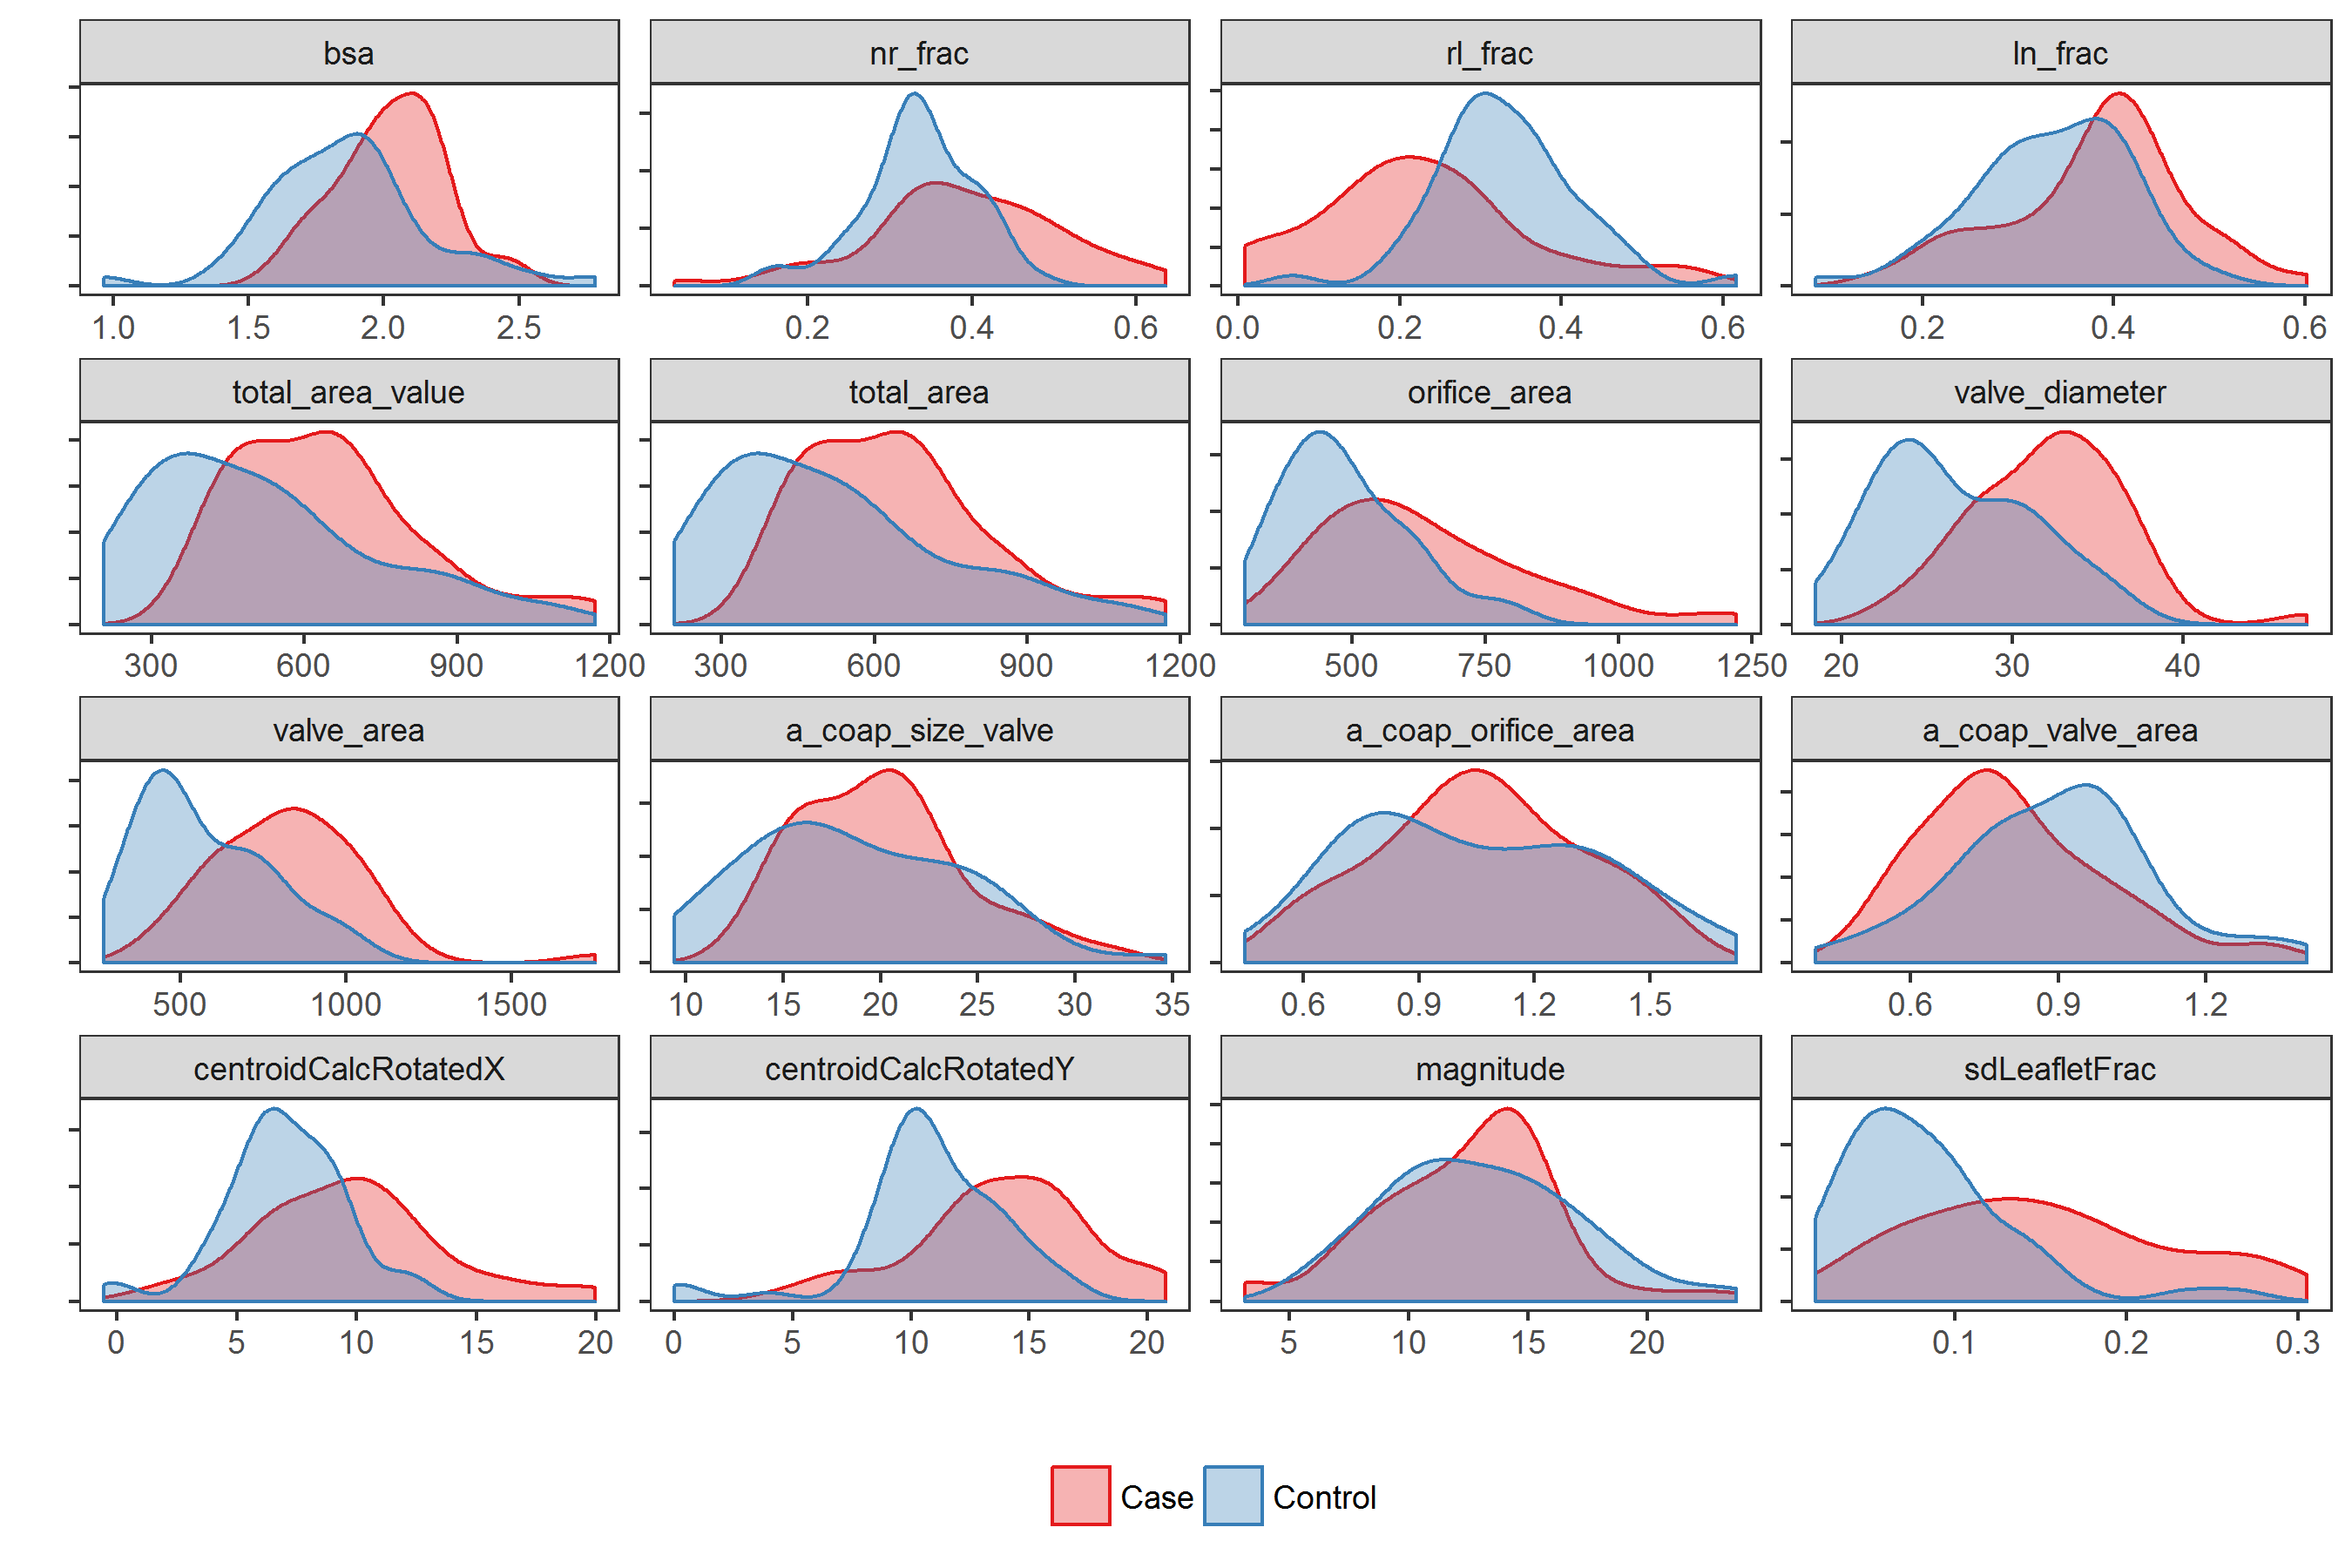 bsa nr_frac rl_frac ln_frac
1.0 1.5 2.0 2.5 0.2 0.4 0.6 0.0 0.2 0.4 0.6 0.2 0.4 0.6
total_area_value total_area orifice_area valve_diameter
300 600 900 1200 300 600 900 1200 500 750 1000 1250 20 30 40
valve_area a_coap_size_valve a_coap_orifice_area a_coap_valve_area
500 1000 1500 10 15 20 25 30 35 0.6 0.9 1.2 1.5 0.6 0.9 1.2
centroidCalcRotatedX centroidCalcRotatedY magnitude sdLeafletFrac
0 5 10 15 20 0 5 10 15 20 5 10 15 20 0.1 0.2 0.3
Case Control